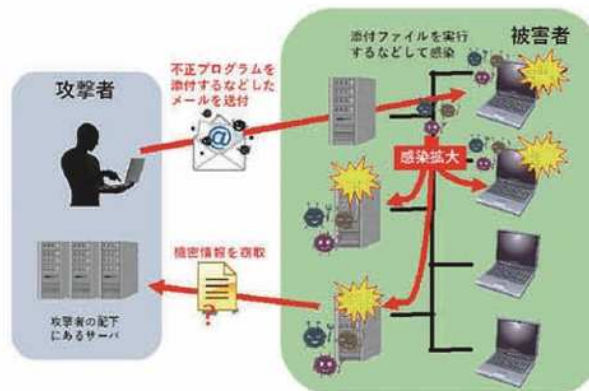 攻撃者
不正プログラムを
添付するなどした
メールを送付
@
添付ファイルを実行
するなどして感染
被害者
感染拡大
機密情報を窃取
?
攻撃者の配下
にあるサーバ